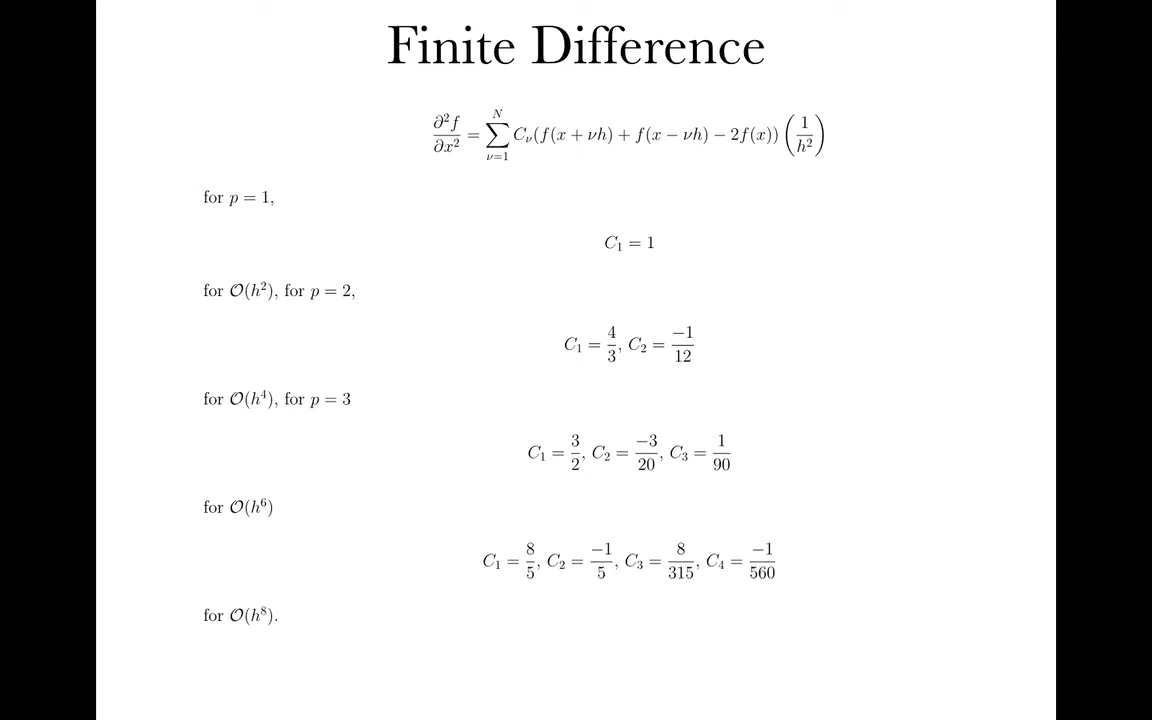 Finite Difference
∂²f/∂x² = ∑_{ν=1}^{N} C_ν(f(x + νh) + f(x − νh) − 2f(x)) (1/h²)
for p = 1,
C₁ = 1
for 𝒪(h²), for p = 2,
C₁ = 4/3, C₂ = −1/12
for 𝒪(h⁴), for p = 3
C₁ = 3/2, C₂ = −3/20, C₃ = 1/90
for 𝒪(h⁶)
C₁ = 8/5, C₂ = −1/5, C₃ = 8/315, C₄ = −1/560
for 𝒪(h⁸).